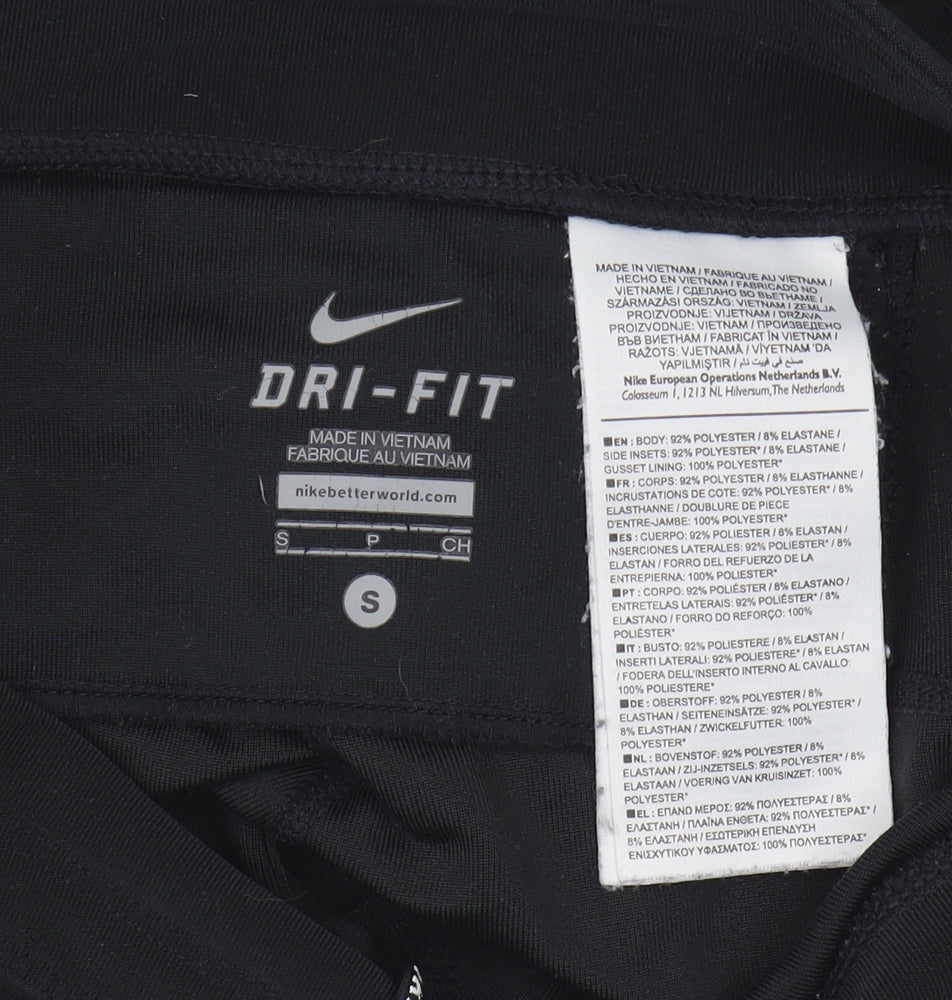 DRI-FIT
MADE IN VIETNAM
FABRIQUE AU VIETNAM
nikebetterworld.com
S P CH
S
MADE IN VIETNAM / FABRIQUE AU VIETNAM /
HECHO EN VIETNAM / FABRICADO NO
VIETNAME / СДЕЛАНО ВО ВЬЕТНАМЕ /
SZÁRMAZÁSI ORSZÁG: VIETNAM / ZEMLJA
PROIZVODNJE: VIJETNAM / DRŽAVA
PROIZVODNJE: VIETNAM / ПРОИЗВЕДЕНО
ВЪВ ВИЕТНАМ / FABRICAT ÎN VIETNAM /
RAŽOTS: VJETNAMĀ / VİYETNAM 'DA
YAPILMIŞTIR / صنع في فييت نام
Nike European Operations Netherlands B.V.
Colosseum 1, 1213 NL Hilversum, The Netherlands
EN : BODY: 92% POLYESTER / 8% ELASTANE /
SIDE INSETS: 92% POLYESTER* / 8% ELASTANE /
GUSSET LINING: 100% POLYESTER*
FR : CORPS: 92% POLYESTER / 8% ELASTHANNE /
INCRUSTATIONS DE COTE: 92% POLYESTER* / 8%
ELASTHANNE / DOUBLURE DE PIECE
D'ENTRE-JAMBE: 100% POLYESTER*
ES : CUERPO: 92% POLIESTER / 8% ELASTAN /
INSERCIONES LATERALES: 92% POLIESTER* / 8%
ELASTAN / FORRO DEL REFUERZO DE LA
ENTREPIERNA: 100% POLIESTER*
PT : CORPO: 92% POLIÉSTER / 8% ELASTANO /
ENTRETELAS LATERAIS: 92% POLIÉSTER* / 8%
ELASTANO / FORRO DO REFORÇO: 100%
POLIÉSTER*
IT : BUSTO: 92% POLIESTERE / 8% ELASTAN /
INSERTI LATERALI: 92% POLIESTERE* / 8% ELASTAN
/ FODERA DELL'INSERTO INTERNO AL CAVALLO:
100% POLIESTERE*
DE : OBERSTOFF: 92% POLYESTER / 8%
ELASTHAN / SEITENEINSÄTZE: 92% POLYESTER* /
8% ELASTHAN / ZWICKELFUTTER: 100%
POLYESTER*
NL : BOVENSTOF: 92% POLYESTER / 8%
ELASTAAN / ZIJ-INZETSELS: 92% POLYESTER* / 8%
ELASTAAN / VOERING VAN KRUISINZET: 100%
POLYESTER*
EL : ΕΠΑΝΩ ΜΕΡΟΣ: 92% ΠΟΛΥΕΣΤΕΡΑΣ / 8%
ΕΛΑΣΤΑΝΗ / ΠΛΑΪΝΑ ΕΝΘΕΤΑ: 92% ΠΟΛΥΕΣΤΕΡΑΣ* /
8% ΕΛΑΣΤΑΝΗ / ΕΣΩΤΕΡΙΚΗ ΕΠΕΝΔΥΣΗ
ΕΝΙΣΧΥΤΙΚΟΥ ΥΦΑΣΜΑΤΟΣ: 100% ΠΟΛΥΕΣΤΕΡΑΣ*